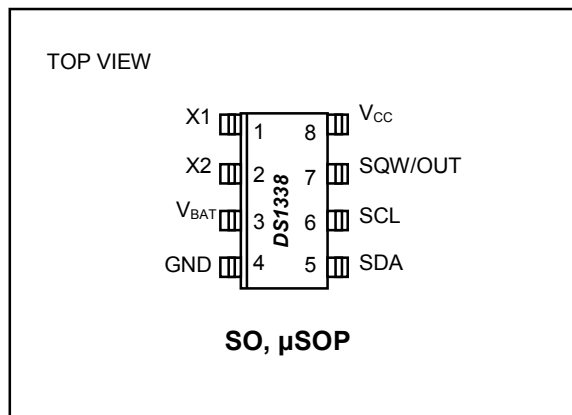 TOP VIEW
X1 1 8 VCC
X2 2 7 SQW/OUT
VBAT 3 6 SCL
GND 4 5 SDA
DS1338
SO, µSOP